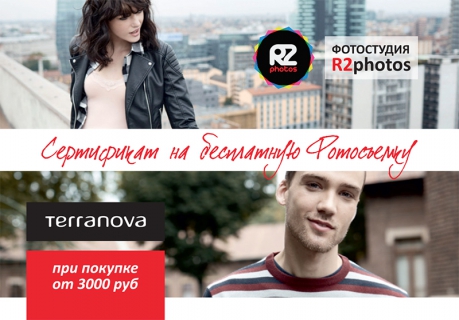 R2
photos
ФОТОСТУДИЯ
R2photos
Сертификат на бесплатную Фотосъемку
terranova
при покупке
от 3000 руб